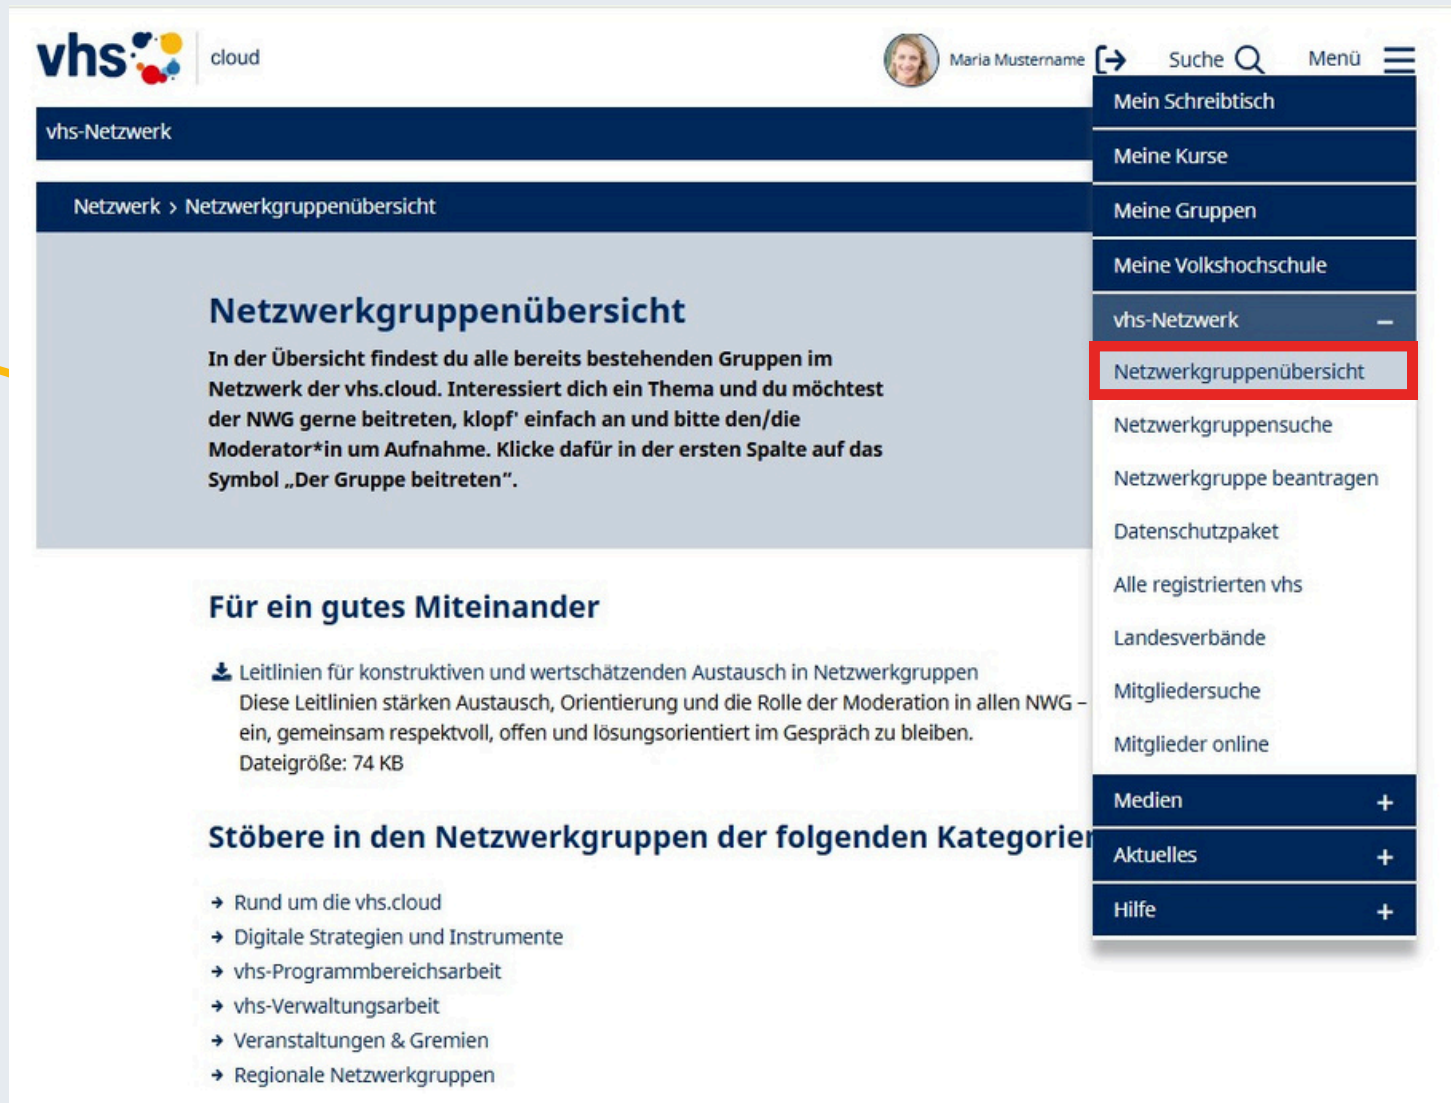 vhs cloud
Maria Mustername
Suche
Menü
vhs-Netzwerk
Netzwerk > Netzwerkgruppenübersicht
Netzwerkgruppenübersicht
In der Übersicht findest du alle bereits bestehenden Gruppen im
Netzwerk der vhs.cloud. Interessiert dich ein Thema und du möchtest
der NWG gerne beitreten, klopf' einfach an und bitte den/die
Moderator*in um Aufnahme. Klicke dafür in der ersten Spalte auf das
Symbol „Der Gruppe beitreten“.
Für ein gutes Miteinander
Leitlinien für konstruktiven und wertschätzenden Austausch in Netzwerkgruppen
Diese Leitlinien stärken Austausch, Orientierung und die Rolle der Moderation in allen NWG –
ein, gemeinsam respektvoll, offen und lösungsorientiert im Gespräch zu bleiben.
Dateigröße: 74 KB
Stöbere in den Netzwerkgruppen der folgenden Kategorien
Rund um die vhs.cloud
Digitale Strategien und Instrumente
vhs-Programmbereichsarbeit
vhs-Verwaltungsarbeit
Veranstaltungen & Gremien
Regionale Netzwerkgruppen
Mein Schreibtisch
Meine Kurse
Meine Gruppen
Meine Volkshochschule
vhs-Netzwerk –
Netzwerkgruppenübersicht
Netzwerkgruppensuche
Netzwerkgruppe beantragen
Datenschutzpaket
Alle registrierten vhs
Landesverbände
Mitgliedersuche
Mitglieder online
Medien +
Aktuelles +
Hilfe +